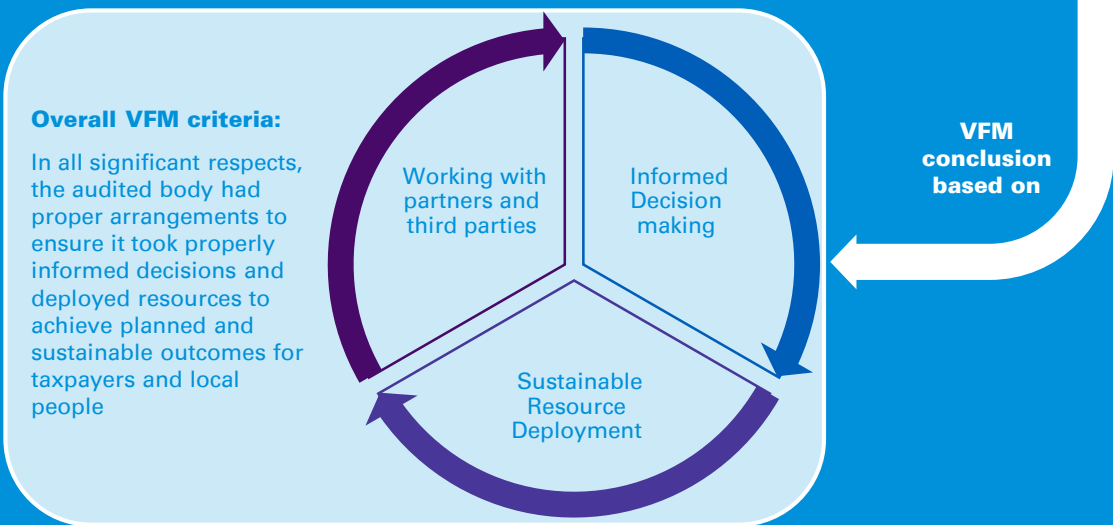 Overall VFM criteria:
In all significant respects,
the audited body had
proper arrangements to
ensure it took properly
informed decisions and
deployed resources to
achieve planned and
sustainable outcomes for
taxpayers and local
people
Working with
partners and
third parties
Informed
Decision
making
Sustainable
Resource
Deployment
VFM
conclusion
based on